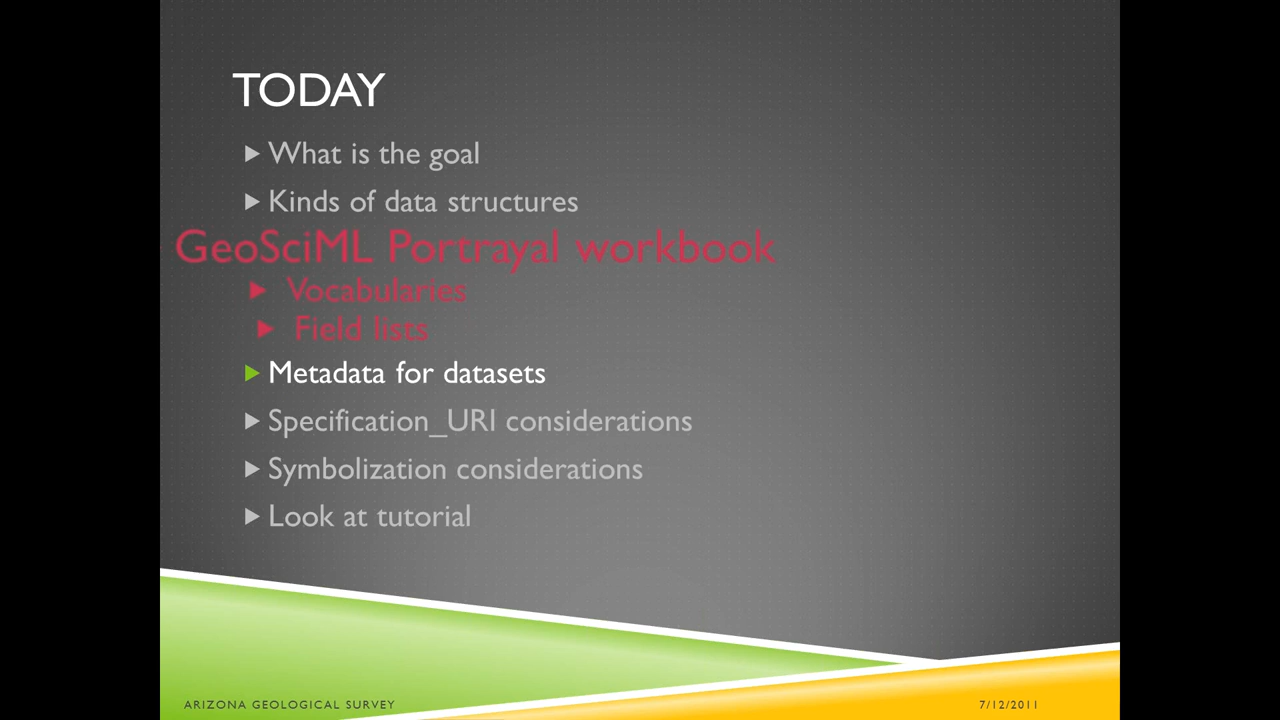 TODAY
What is the goal
Kinds of data structures
GeoSciML Portrayal workbook
Vocabularies
Field lists
Metadata for datasets
Specification_URI considerations
Symbolization considerations
Look at tutorial
ARIZONA GEOLOGICAL SURVEY
7/12/2011